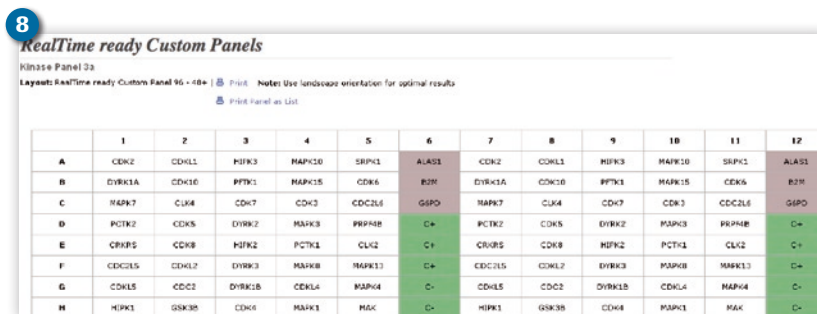 8
RealTime ready Custom Panels
Kinase Panel 3a
Layout: RealTime ready Custom Panel 96 - 48+ | Print Note: Use landscape orientation for optimal results
Print Panel as List
1 2 3 4 5 6 7 8 9 10 11 12
A CDK2 CDKL1 HIPK3 MAPK10 SRPK1 ALAS1 CDK2 CDKL1 HIPK3 MAPK10 SRPK1 ALAS1
B DYRK1A CDK10 PFTK1 MAPK15 CDK6 B2M DYRK1A CDK10 PFTK1 MAPK15 CDK6 B2M
C MAPK7 CLK4 CDK7 CDK3 CDC2L6 G6PD MAPK7 CLK4 CDK7 CDK3 CDC2L6 G6PD
D PCTK2 CDK5 DYRK2 MAPK3 PRPF4B C+ PCTK2 CDK5 DYRK2 MAPK3 PRPF4B C+
E CRKRS CDK8 HIPK2 PCTK1 CLK2 C+ CRKRS CDK8 HIPK2 PCTK1 CLK2 C+
F CDC2L5 CDKL2 DYRK3 MAPK8 MAPK13 C+ CDC2L5 CDKL2 DYRK3 MAPK8 MAPK13 C+
G CDKL5 CDC2 DYRK1B CDKL4 MAPK4 C- CDKL5 CDC2 DYRK1B CDKL4 MAPK4 C-
H HIPK1 GSK3B CDK4 MAPK1 MAK C- HIPK1 GSK3B CDK4 MAPK1 MAK C-